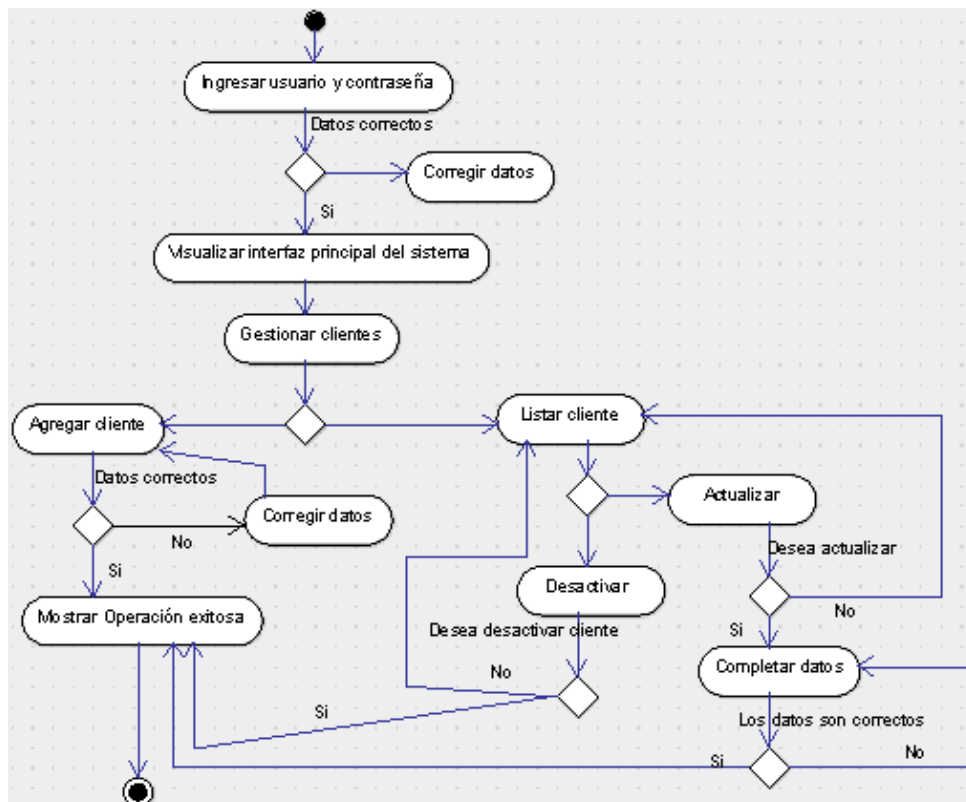 Ingresar usuario y contraseña
Datos correctos
Corregir datos
Si
Visualizar interfaz principal del sistema
Gestionar clientes
Agregar cliente
Listar cliente
Datos correctos
Actualizar
Corregir datos
No
Desea actualizar
Si
Desactivar
No
Mostrar Operación exitosa
Desea desactivar cliente
Si
Completar datos
No
Si
Los datos son correctos
Si
No